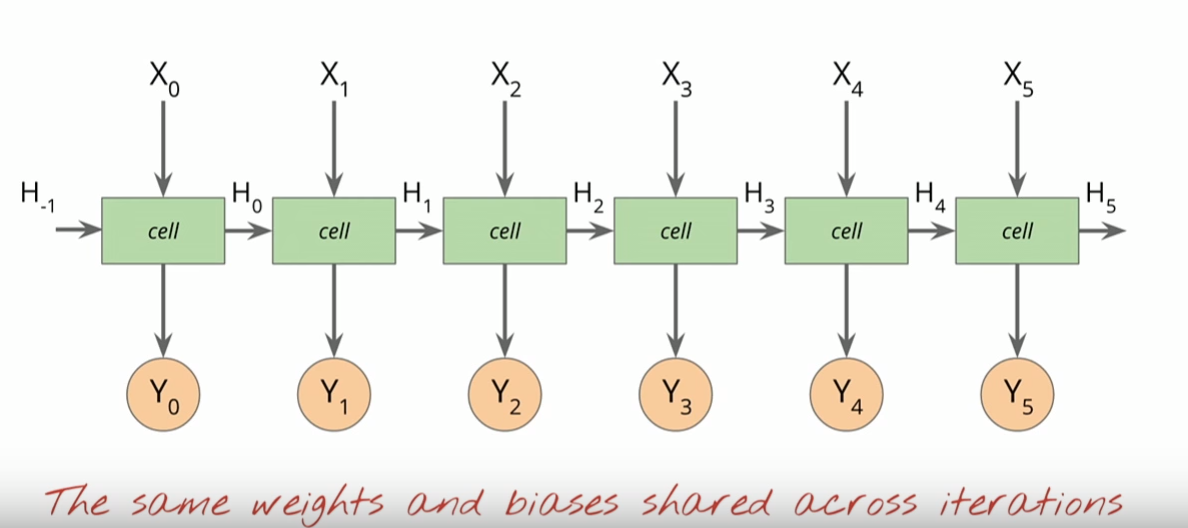 X₀ X₁ X₂ X₃ X₄ X₅
H₋₁ H₀ H₁ H₂ H₃ H₄ H₅
cell cell cell cell cell cell
Y₀ Y₁ Y₂ Y₃ Y₄ Y₅
The same weights and biases shared across iterations